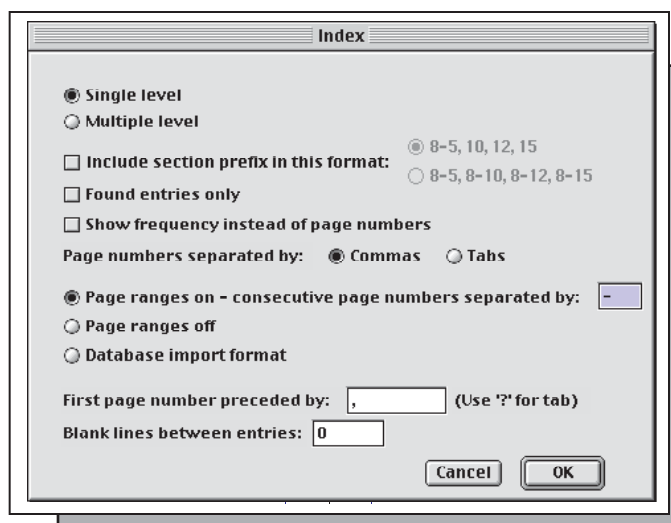 Index
Single level
Multiple level
Include section prefix in this format:
8-5, 10, 12, 15
8-5, 8-10, 8-12, 8-15
Found entries only
Show frequency instead of page numbers
Page numbers separated by: Commas Tabs
Page ranges on - consecutive page numbers separated by: -
Page ranges off
Database import format
First page number preceded by: , (Use '?' for tab)
Blank lines between entries: 0
Cancel OK